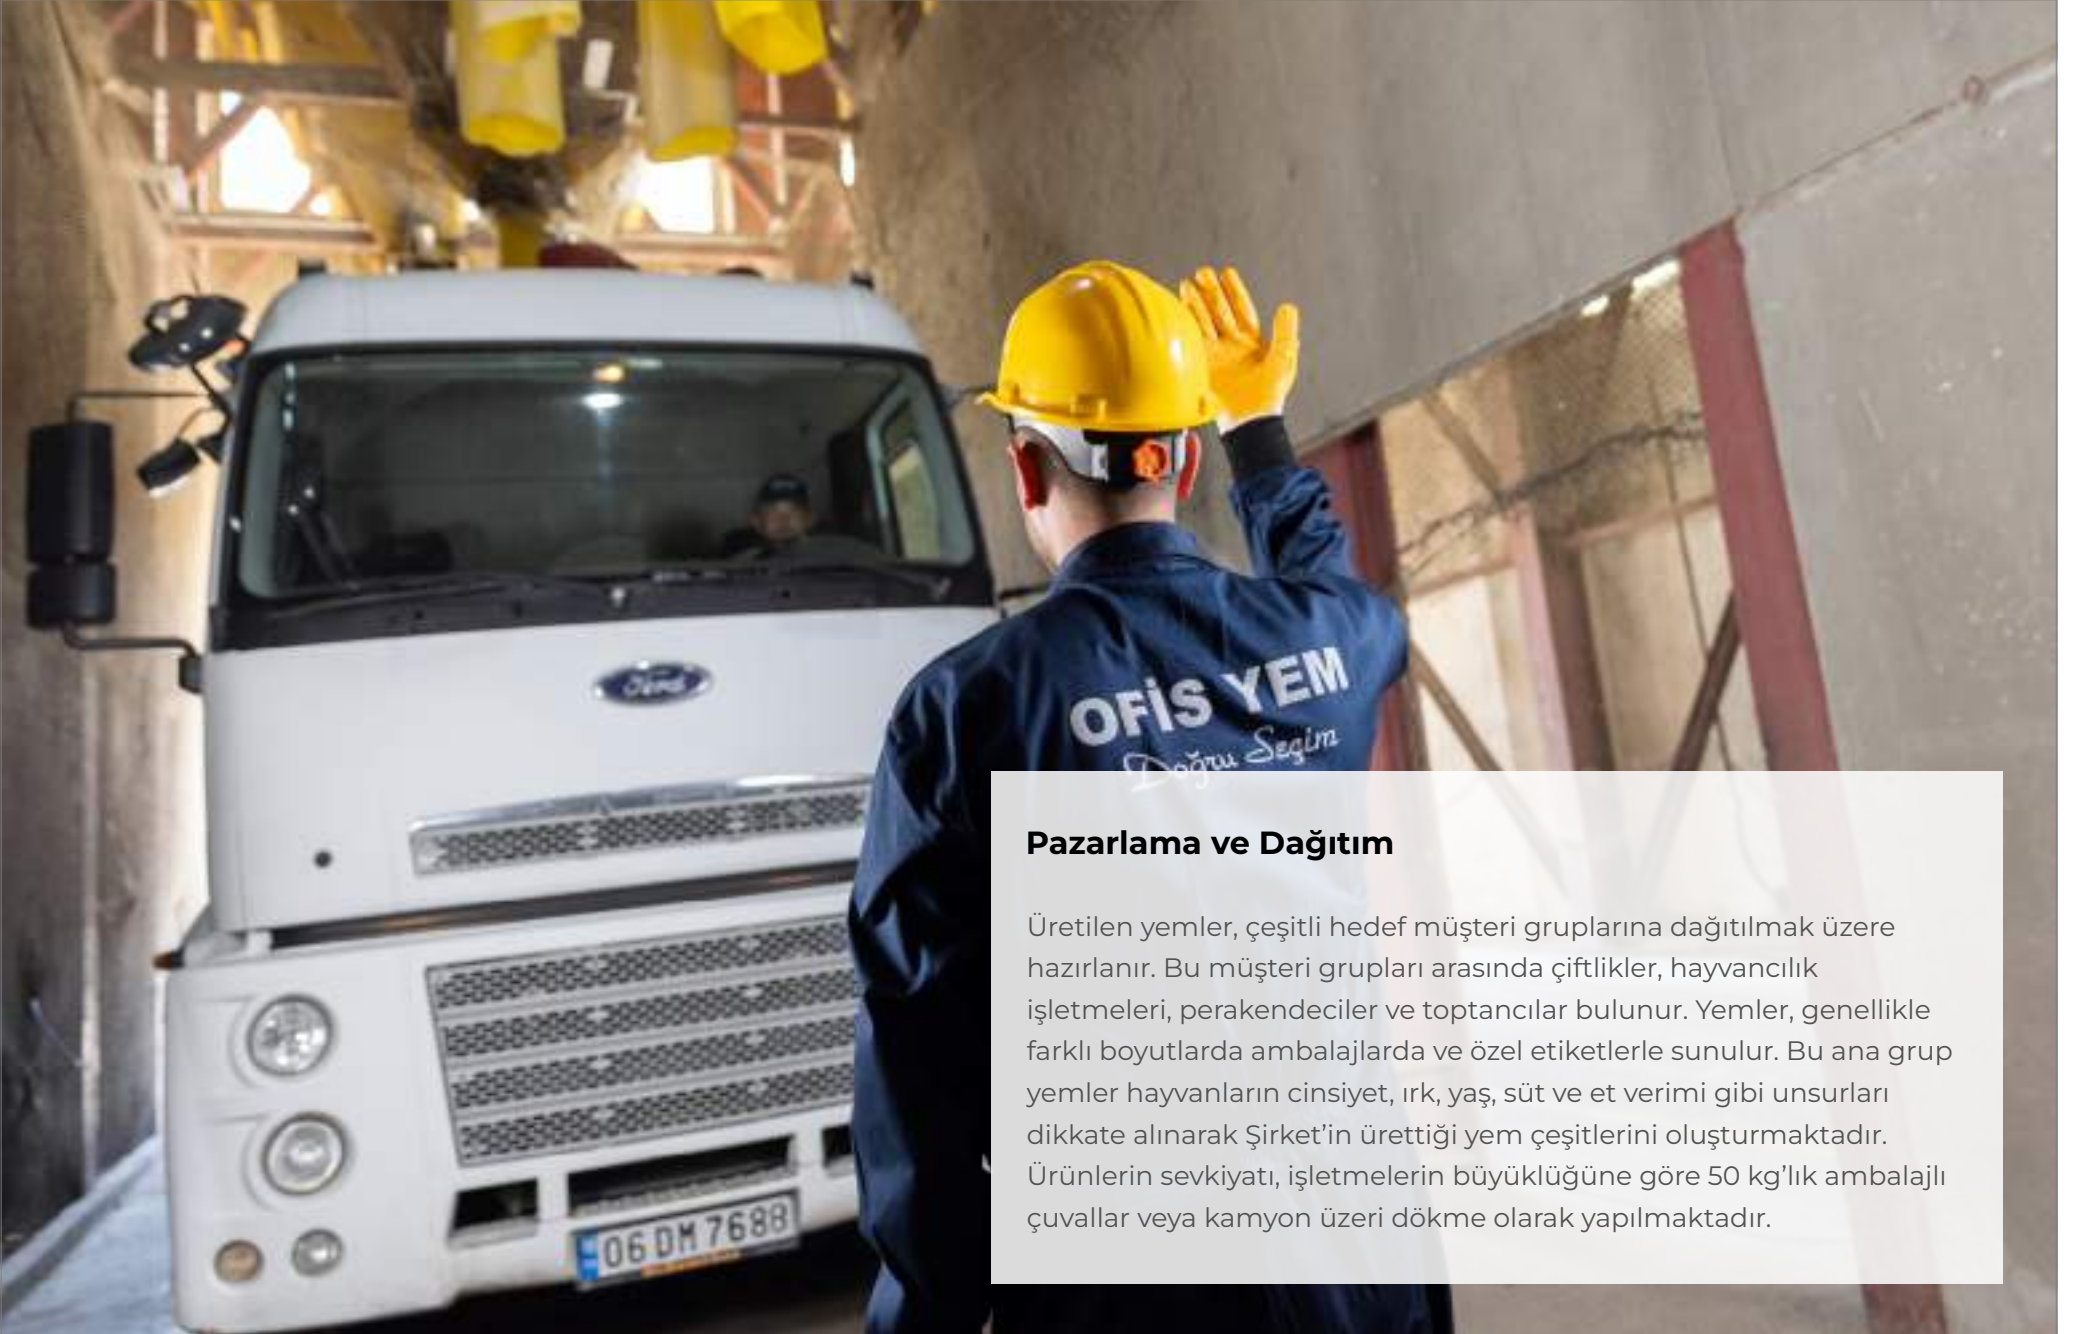 Ford
OFİS YEM
Doğru Seçim
Pazarlama ve Dağıtım
Üretilen yemler, çeşitli hedef müşteri gruplarına dağıtılmak üzere
hazırlanır. Bu müşteri grupları arasında çiftlikler, hayvancılık
işletmeleri, perakendeciler ve toptancılar bulunur. Yemler, genellikle
farklı boyutlarda ambalajlarda ve özel etiketlerle sunulur. Bu ana grup
yemler hayvanların cinsiyet, ırk, yaş, süt ve et verimi gibi unsurları
dikkate alınarak Şirket’in ürettiği yem çeşitlerini oluşturmaktadır.
Ürünlerin sevkiyatı, işletmelerin büyüklüğüne göre 50 kg’lık ambalajlı
çuvallar veya kamyon üzeri dökme olarak yapılmaktadır.
06 DM 7688